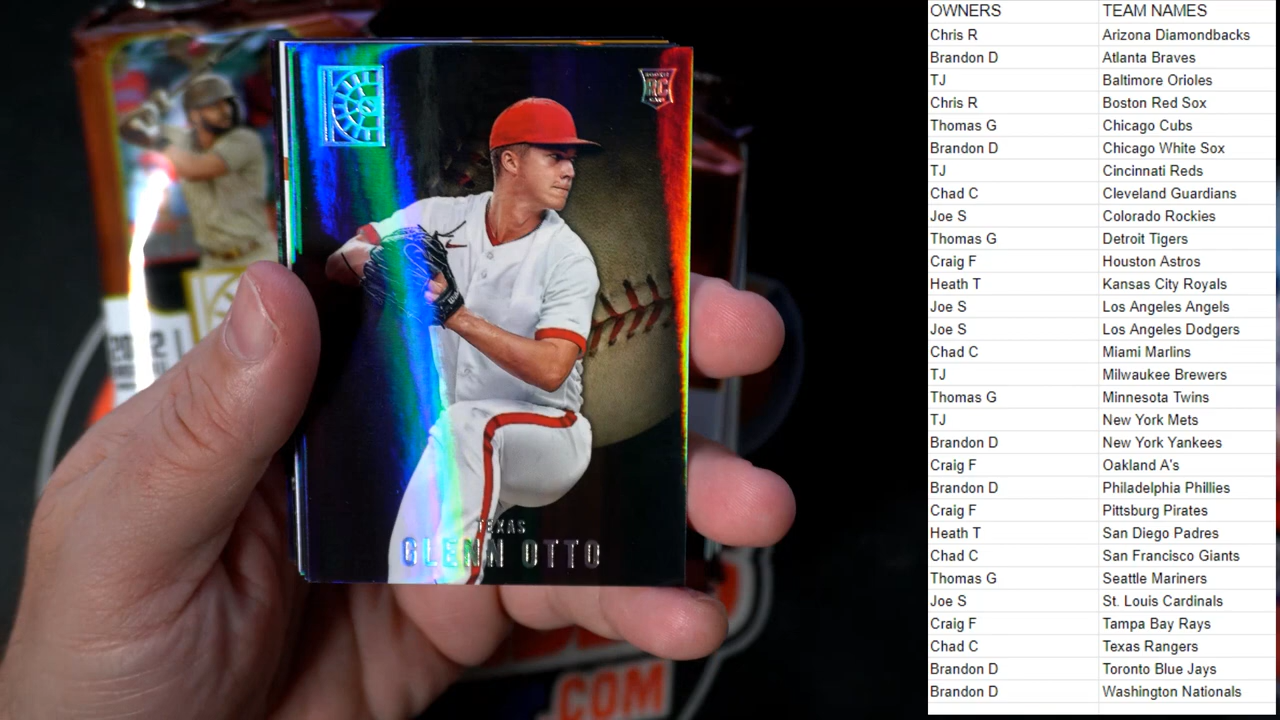 RC
TEXAS
GLENN OTTO
.COM
OWNERS TEAM NAMES
Chris R Arizona Diamondbacks
Brandon D Atlanta Braves
TJ Baltimore Orioles
Chris R Boston Red Sox
Thomas G Chicago Cubs
Brandon D Chicago White Sox
TJ Cincinnati Reds
Chad C Cleveland Guardians
Joe S Colorado Rockies
Thomas G Detroit Tigers
Craig F Houston Astros
Heath T Kansas City Royals
Joe S Los Angeles Angels
Joe S Los Angeles Dodgers
Chad C Miami Marlins
TJ Milwaukee Brewers
Thomas G Minnesota Twins
TJ New York Mets
Brandon D New York Yankees
Craig F Oakland A's
Brandon D Philadelphia Phillies
Craig F Pittsburg Pirates
Heath T San Diego Padres
Chad C San Francisco Giants
Thomas G Seattle Mariners
Joe S St. Louis Cardinals
Craig F Tampa Bay Rays
Chad C Texas Rangers
Brandon D Toronto Blue Jays
Brandon D Washington Nationals